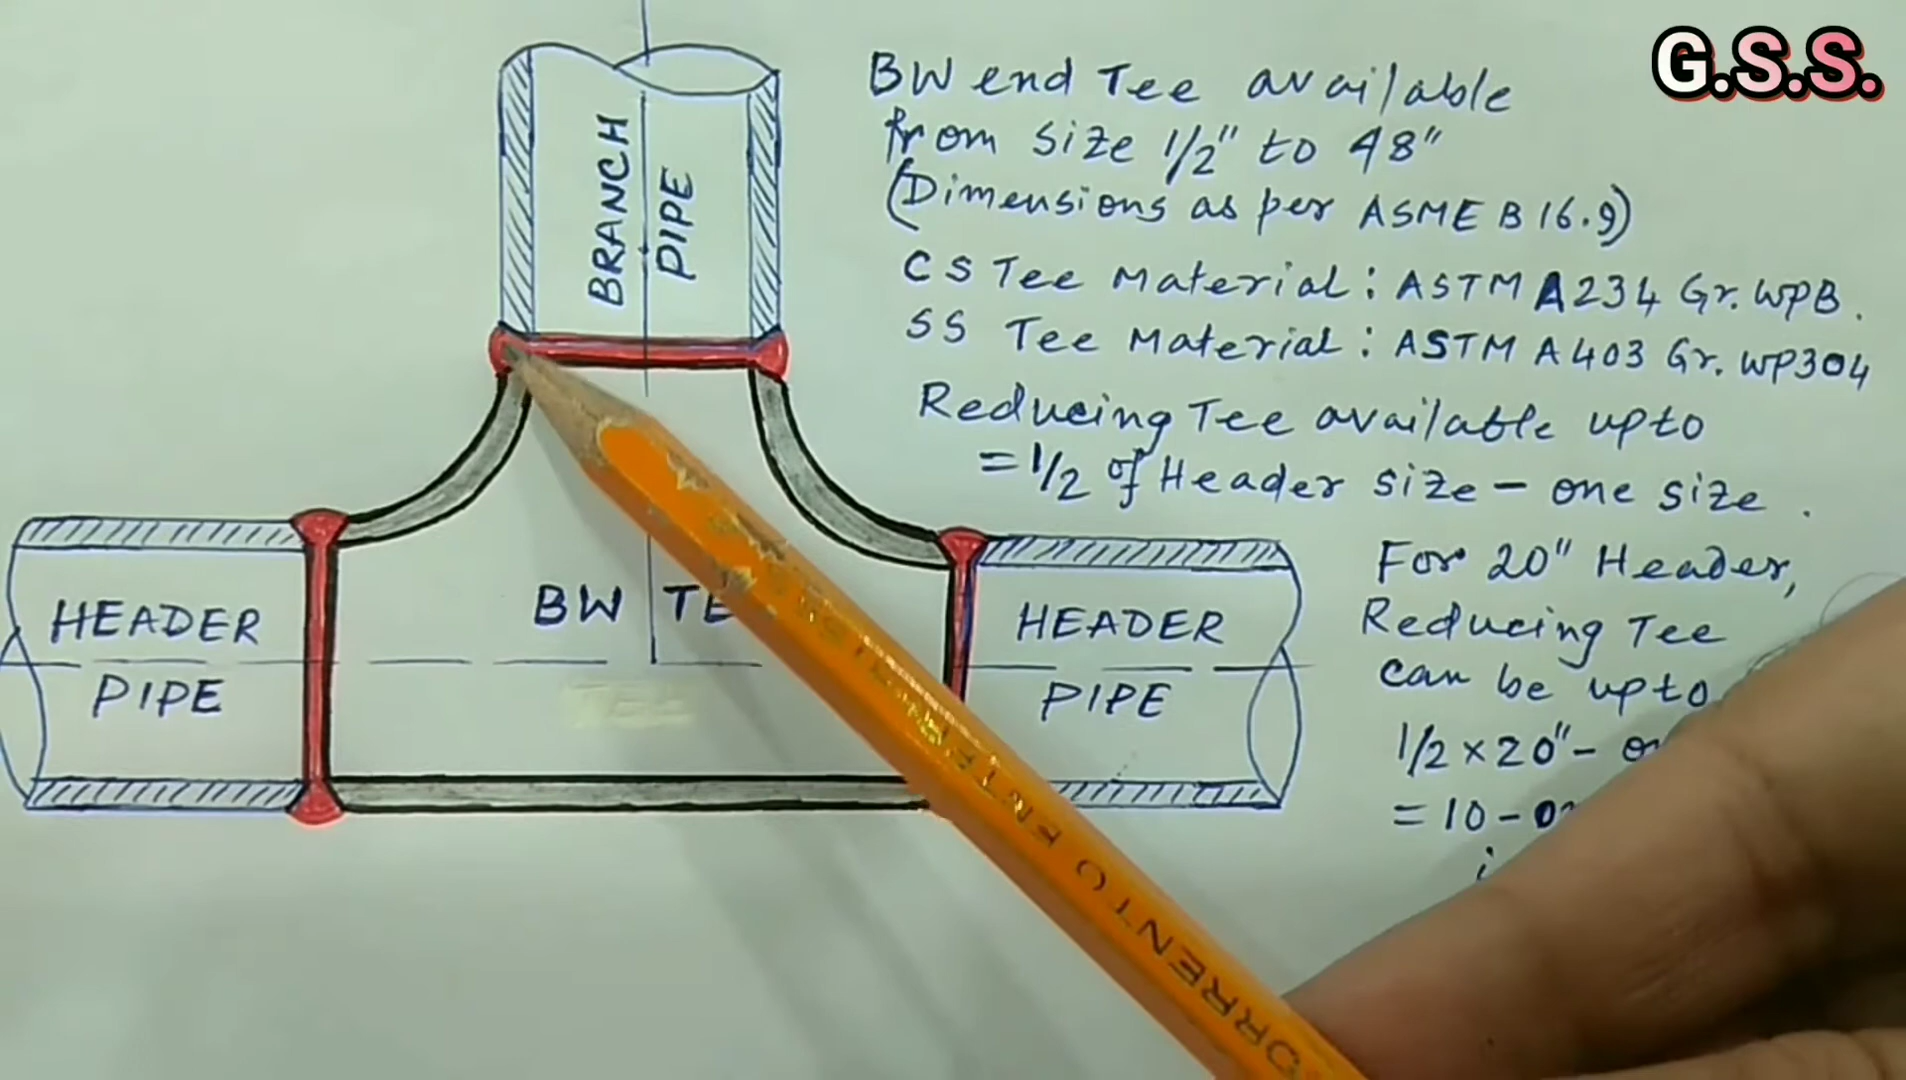 G.S.S.
BW end Tee available
from size 1/2" to 48"
(Dimensions as per ASME B 16.9)
CS Tee Material : ASTM A234 Gr. WPB.
SS Tee Material : ASTM A403 Gr. WP304
Reducing Tee available upto
= 1/2 of Header size - one size.
For 20" Header,
Reducing Tee
can be upto
1/2 x 20" -
= 10 -
BRANCH
PIPE
BW
HEADER
PIPE
HEADER
PIPE